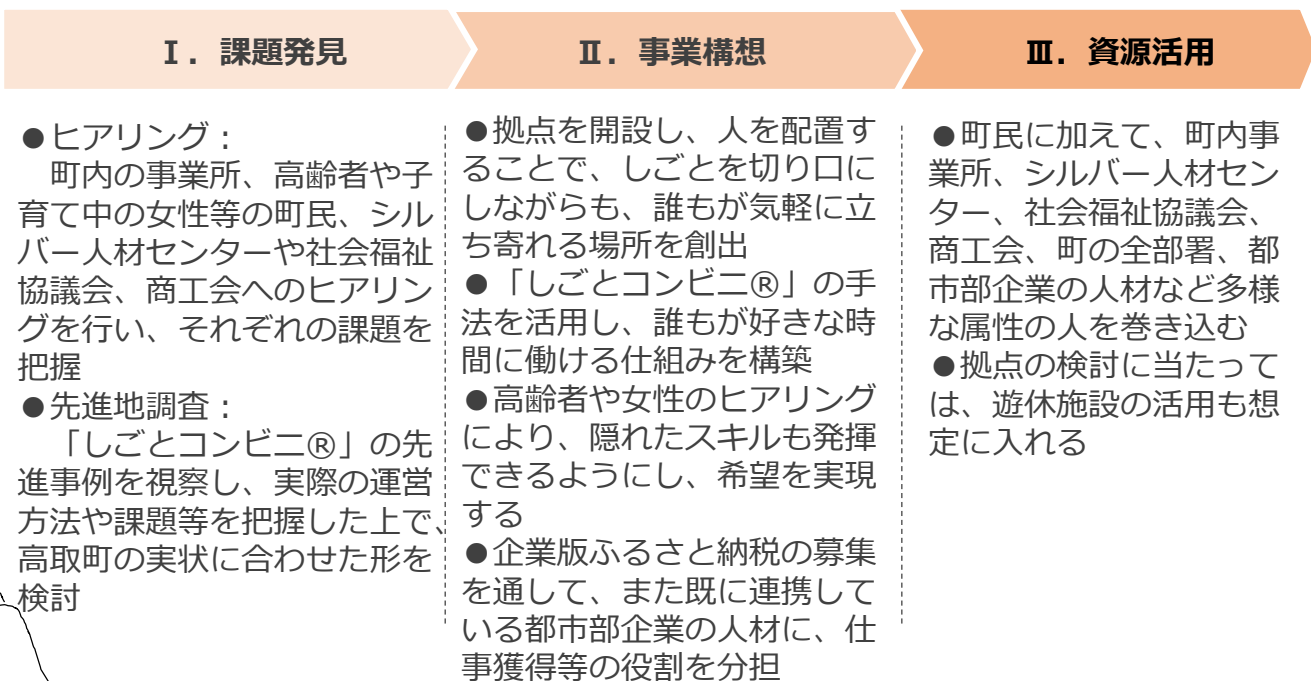 Ⅰ．課題発見
Ⅱ．事業構想
Ⅲ．資源活用
●ヒアリング：
町内の事業所、高齢者や子
育て中の女性等の町民、シル
バー人材センターや社会福祉
協議会、商工会へのヒアリン
グを行い、それぞれの課題を
把握
●先進地調査：
「しごとコンビニ®」の先
進事例を視察し、実際の運営
方法や課題等を把握した上で、
高取町の実状に合わせた形を
検討
●拠点を開設し、人を配置す
ることで、しごとを切り口に
しながらも、誰もが気軽に立
ち寄れる場所を創出
●「しごとコンビニ®」の手
法を活用し、誰もが好きな時
間に働ける仕組みを構築
●高齢者や女性のヒアリング
により、隠れたスキルも発揮
できるようにし、希望を実現
する
●企業版ふるさと納税の募集
を通して、また既に連携して
いる都市部企業の人材に、仕
事獲得等の役割を分担
●町民に加えて、町内事
業所、シルバー人材セン
ター、社会福祉協議会、
商工会、町の全部署、都
市部企業の人材など多様
な属性の人を巻き込む
●拠点の検討に当たって
は、遊休施設の活用も想
定に入れる